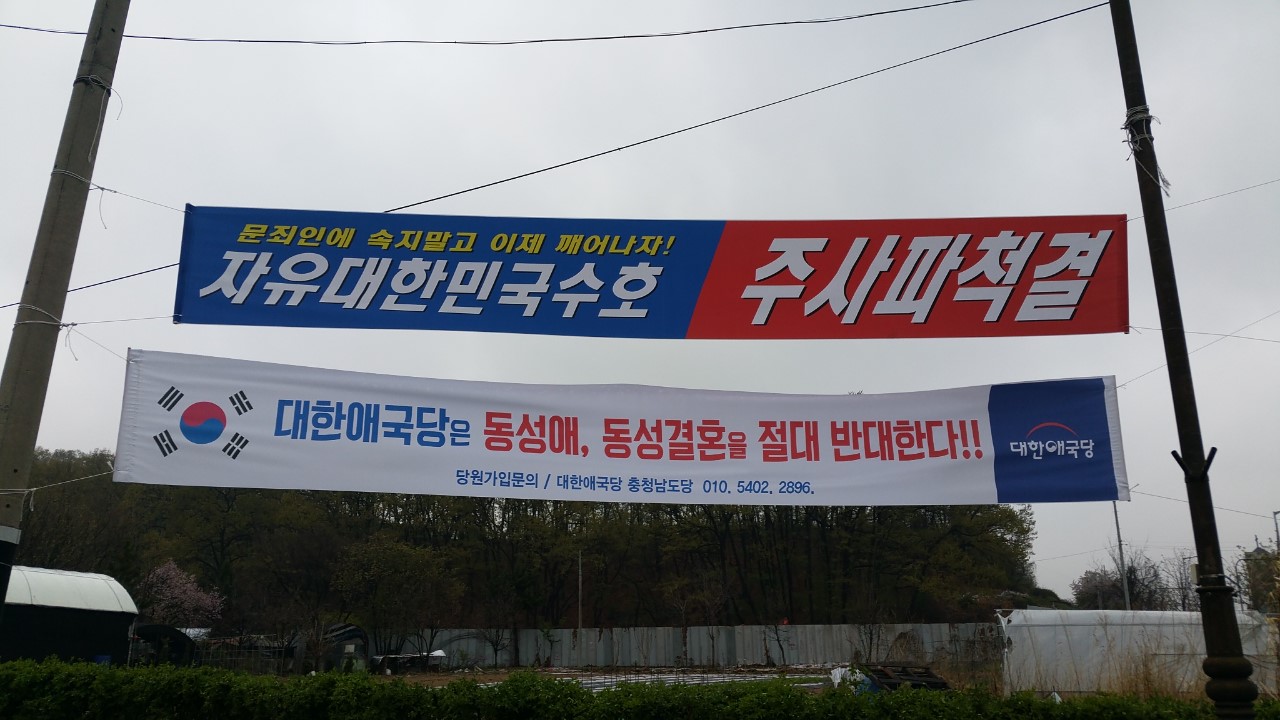 문죄인에 속지말고 이제 깨어나자!
자유대한민국수호 주사파척결
대한애국당은 동성애, 동성결혼을 절대 반대한다!!
대한애국당
당원가입문의 / 대한애국당 충청남도당 010. 5402. 2896.